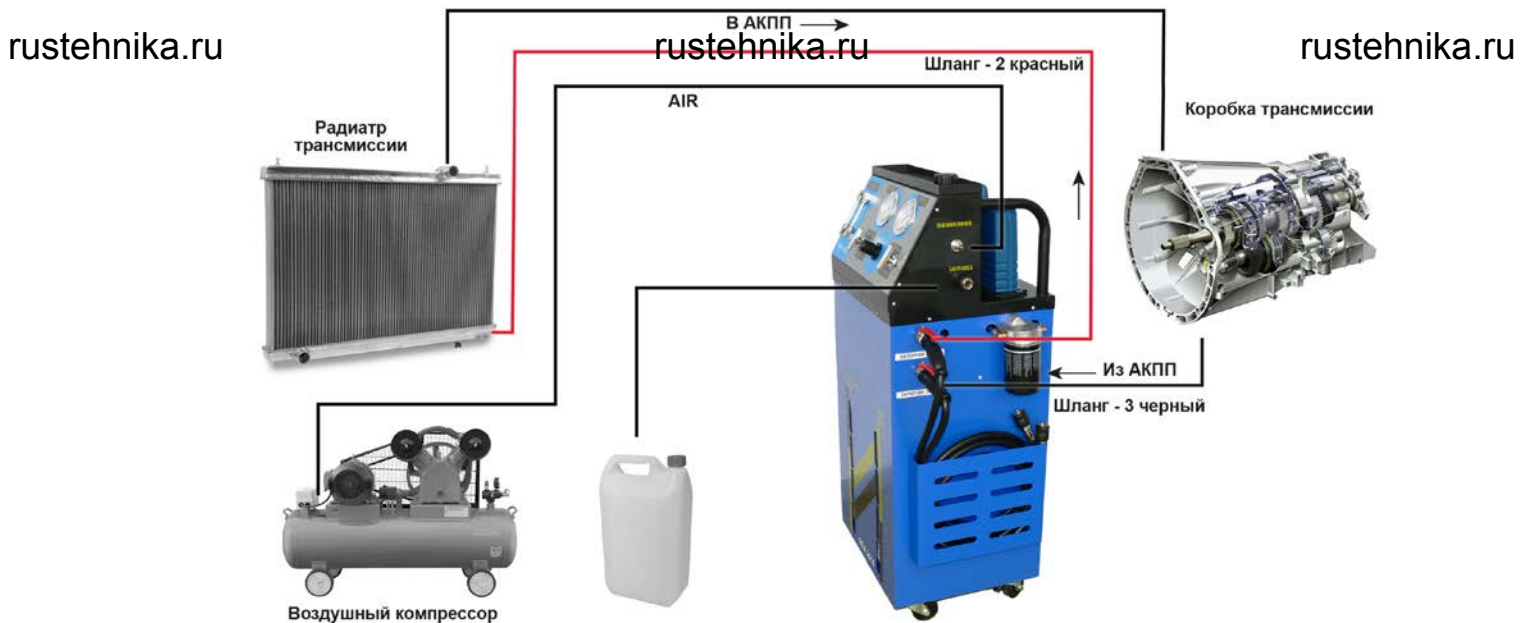 В АКПП
rustehnika.ru
rustehnika.ru
rustehnika.ru
Шланг - 2 красный
AIR
Коробка трансмиссии
Радиатр
трансмиссии
Из АКПП
Шланг - 3 черный
Воздушный компрессор